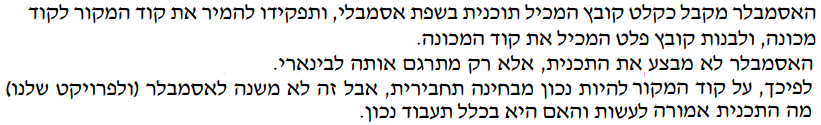 האסמבלר מקבל כקלט קובץ המכיל תוכנית בשפת אסמבלי, ותפקידו להמיר את קוד המקור לקוד
מכונה, ולבנות קובץ פלט המכיל את קוד המכונה.
האסמבלר לא מבצע את התכנית, אלא רק מתרגם אותה לבינארי.
לפיכך, על קוד המקור להיות נכון מבחינה תחבירית, אבל זה לא משנה לאסמבלר (ולפרויקט שלנו)
מה התכנית אמורה לעשות והאם היא בכלל תעבוד נכון.